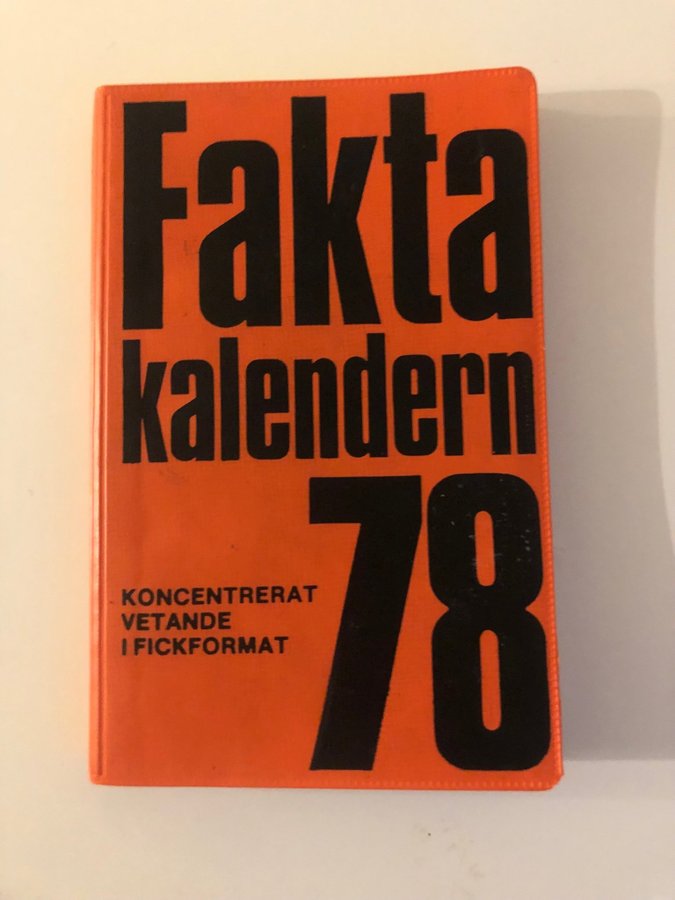 Fakta
kalendern
78
KONCENTRERAT
VETANDE
I FICKFORMAT